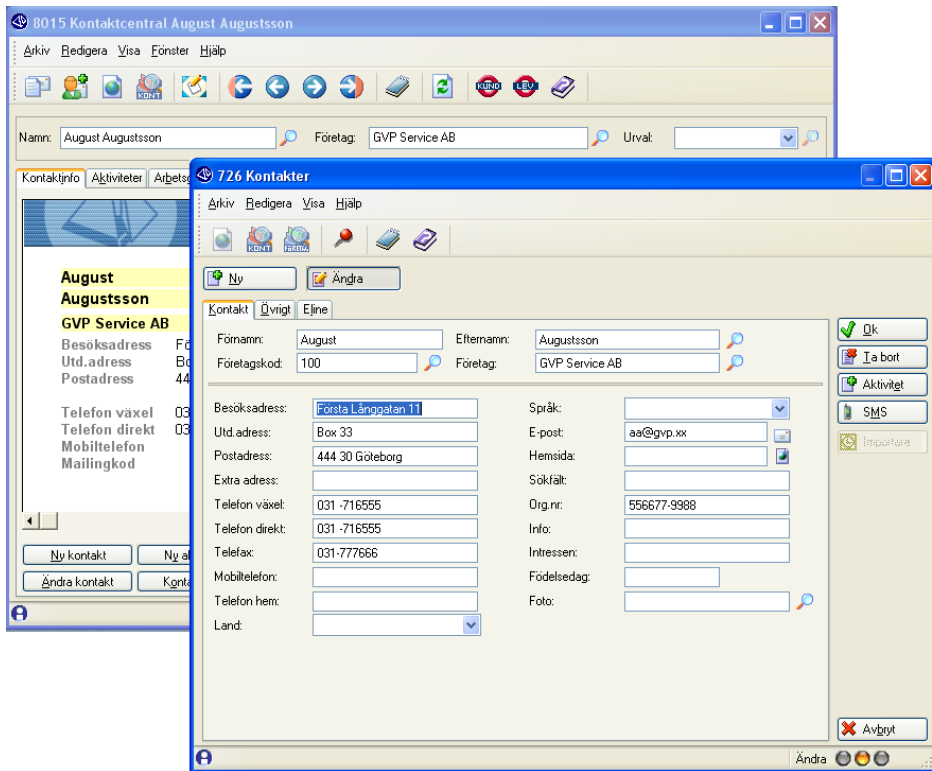 8015 Kontaktcentral August Augustsson
Arkiv Redigera Visa Fönster Hjälp
KONT KUND LEV
Namn: August Augustsson Företag: GVP Service AB Urval:
Kontaktinfo Aktiviteter
August
Augustsson
GVP Service AB
Besöksadress
Utd.adress
Postadress 44
Telefon växel 03
Telefon direkt 03
Mobiltelefon
Mailingkod
Ny kontakt
Ändra kontakt
726 Kontakter
Arkiv Redigera Visa Hjälp
KONT
Ny Ändra
Kontakt Övrigt Eline
Förnamn: August Efternamn: Augustsson
Företagskod: 100 Företag: GVP Service AB
Besöksadress: Första Långgatan 11 Språk:
Utd.adress: Box 33 E-post: aa@gvp.xx
Postadress: 444 30 Göteborg Hemsida:
Extra adress: Sökfält:
Telefon växel: 031 -716555 Org.nr: 556677-9988
Telefon direkt: 031 -716555 Info:
Telefax: 031-777666 Intressen:
Mobiltelefon: Födelsedag:
Telefon hem: Foto:
Land:
Ok
Ta bort
Aktivitet
SMS
Importera
Avbryt
Ändra